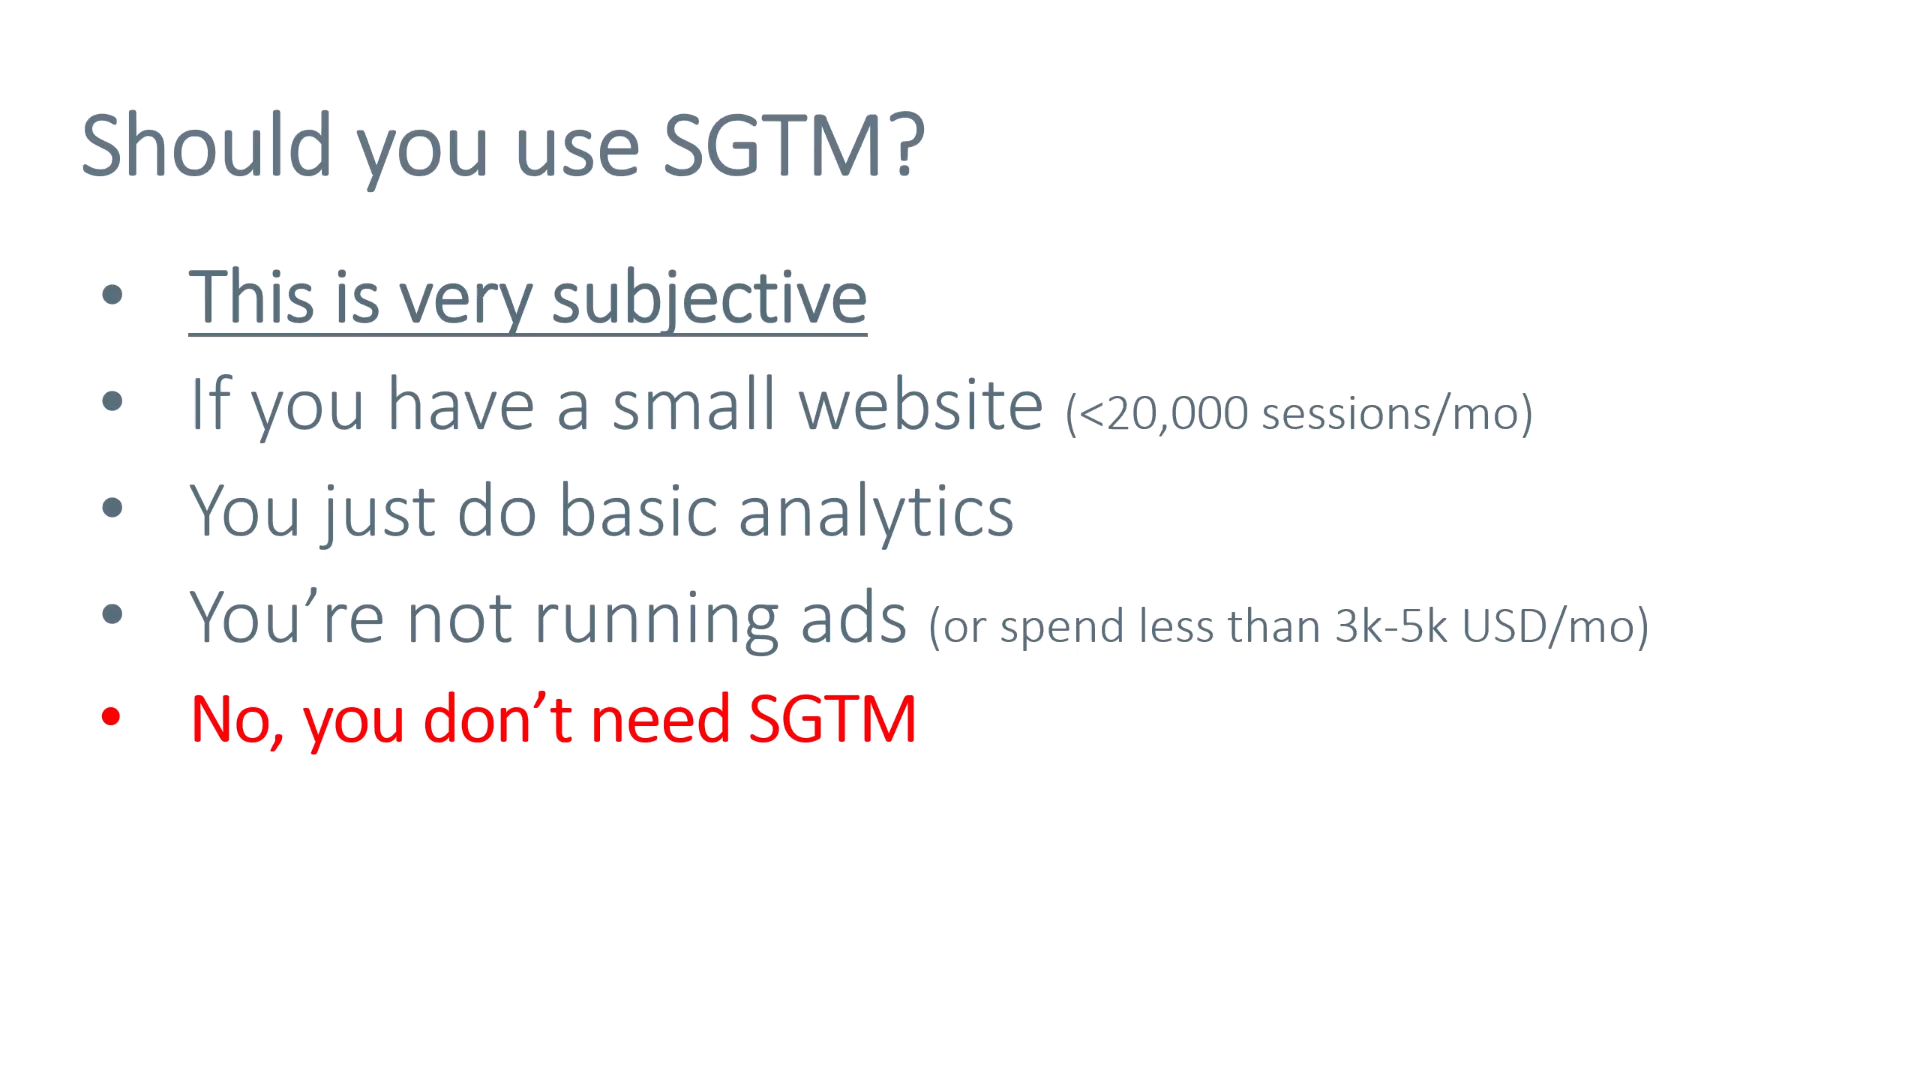 Should you use SGTM?
• This is very subjective
• If you have a small website (<20,000 sessions/mo)
• You just do basic analytics
• You’re not running ads (or spend less than 3k-5k USD/mo)
• No, you don’t need SGTM